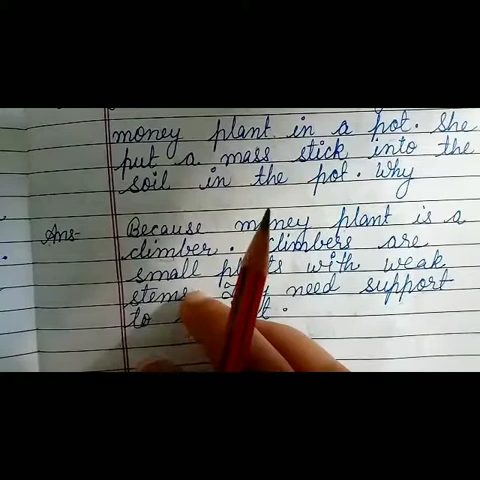 money plant in a pot. She
put a mass stick into the
soil in the pot. Why
Ans- Because money plant is a
climber. Climbers are
small plants with weak
stems. need support
to